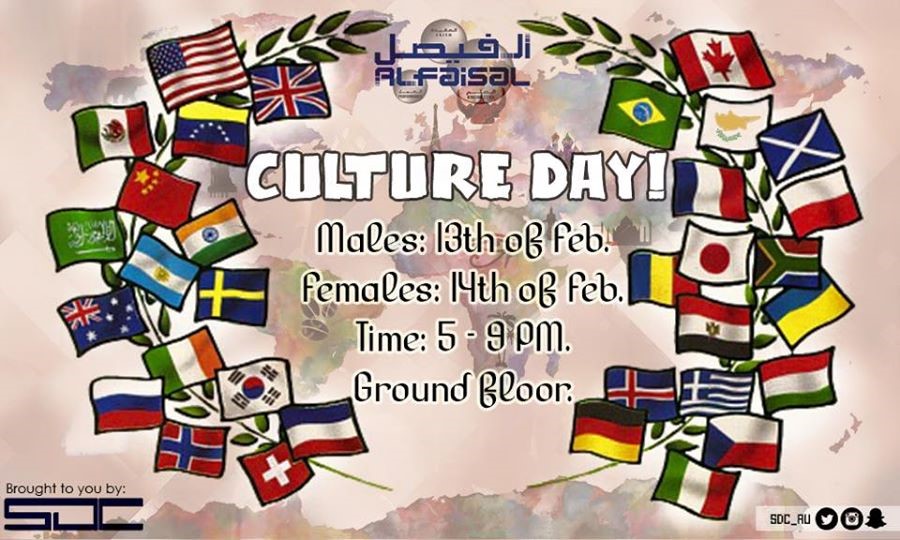 الفيصل
ALFAISAL
CULTURE DAY!
Males: 13th of Feb.
Females: 14th of Feb.
Time: 5 - 9 PM.
Ground floor.
Brought to you by:
SDC
SDC_AU